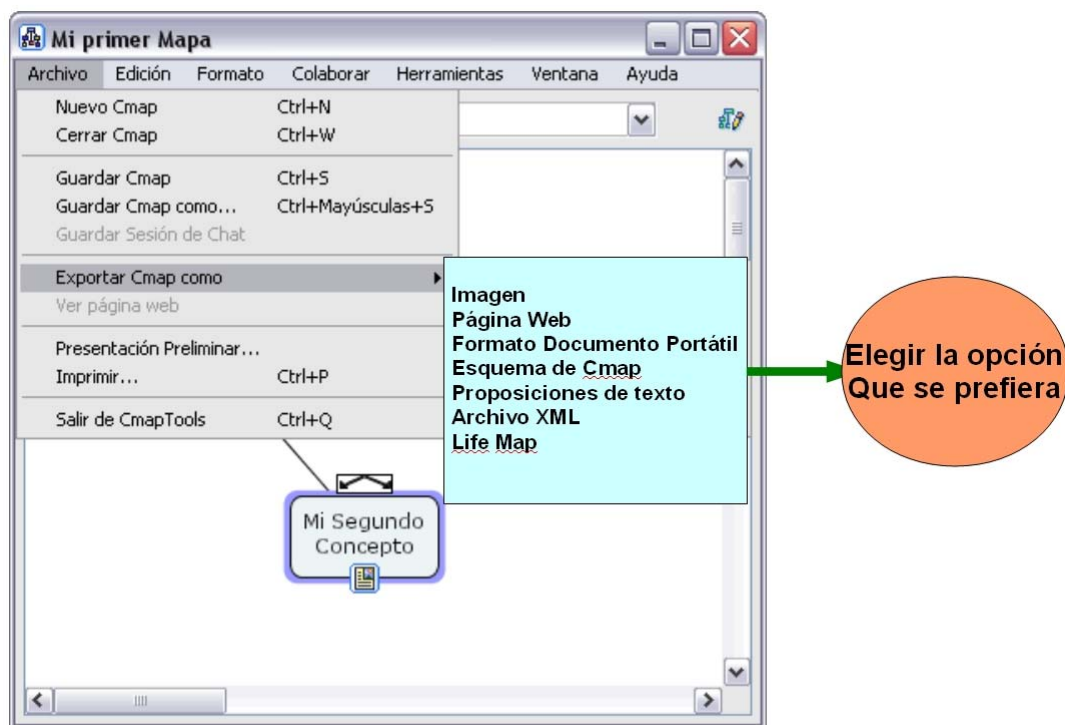 Mi primer Mapa
Archivo Edición Formato Colaborar Herramientas Ventana Ayuda
Nuevo Cmap Ctrl+N
Cerrar Cmap Ctrl+W
Guardar Cmap Ctrl+S
Guardar Cmap como... Ctrl+Mayúsculas+S
Guardar Sesión de Chat
Exportar Cmap como
Ver página web
Presentación Preliminar...
Imprimir... Ctrl+P
Salir de CmapTools Ctrl+Q
Imagen
Página Web
Formato Documento Portátil
Esquema de Cmap
Proposiciones de texto
Archivo XML
Life Map
Elegir la opción
Que se prefiera
Mi Segundo
Concepto